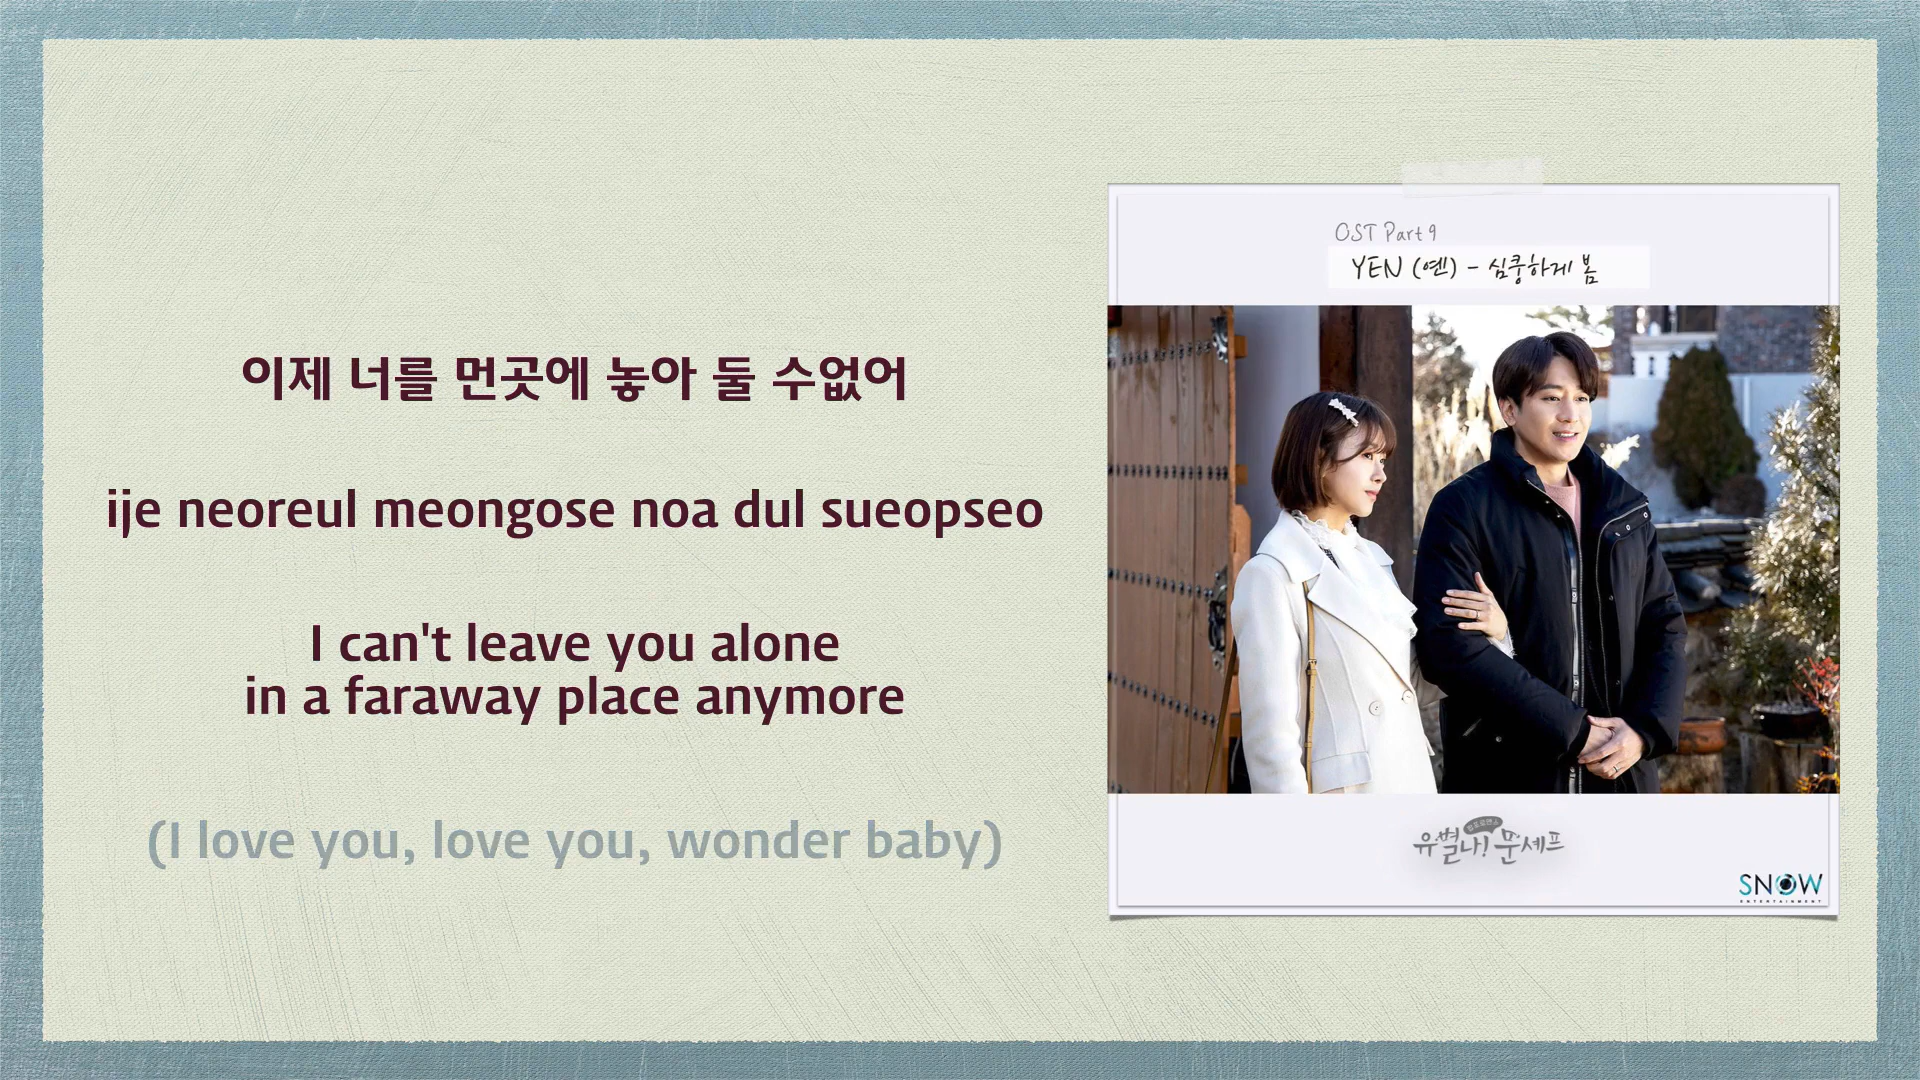 이제 너를 먼곳에 놓아 둘 수없어
ije neoreul meongose noa dul sueopseo
I can't leave you alone
in a faraway place anymore
(I love you, love you, wonder baby)
OST Part 9
YEN (옌) - 심쿵하게 봄
유별나! 문셰프
SNOW
ENTERTAINMENT